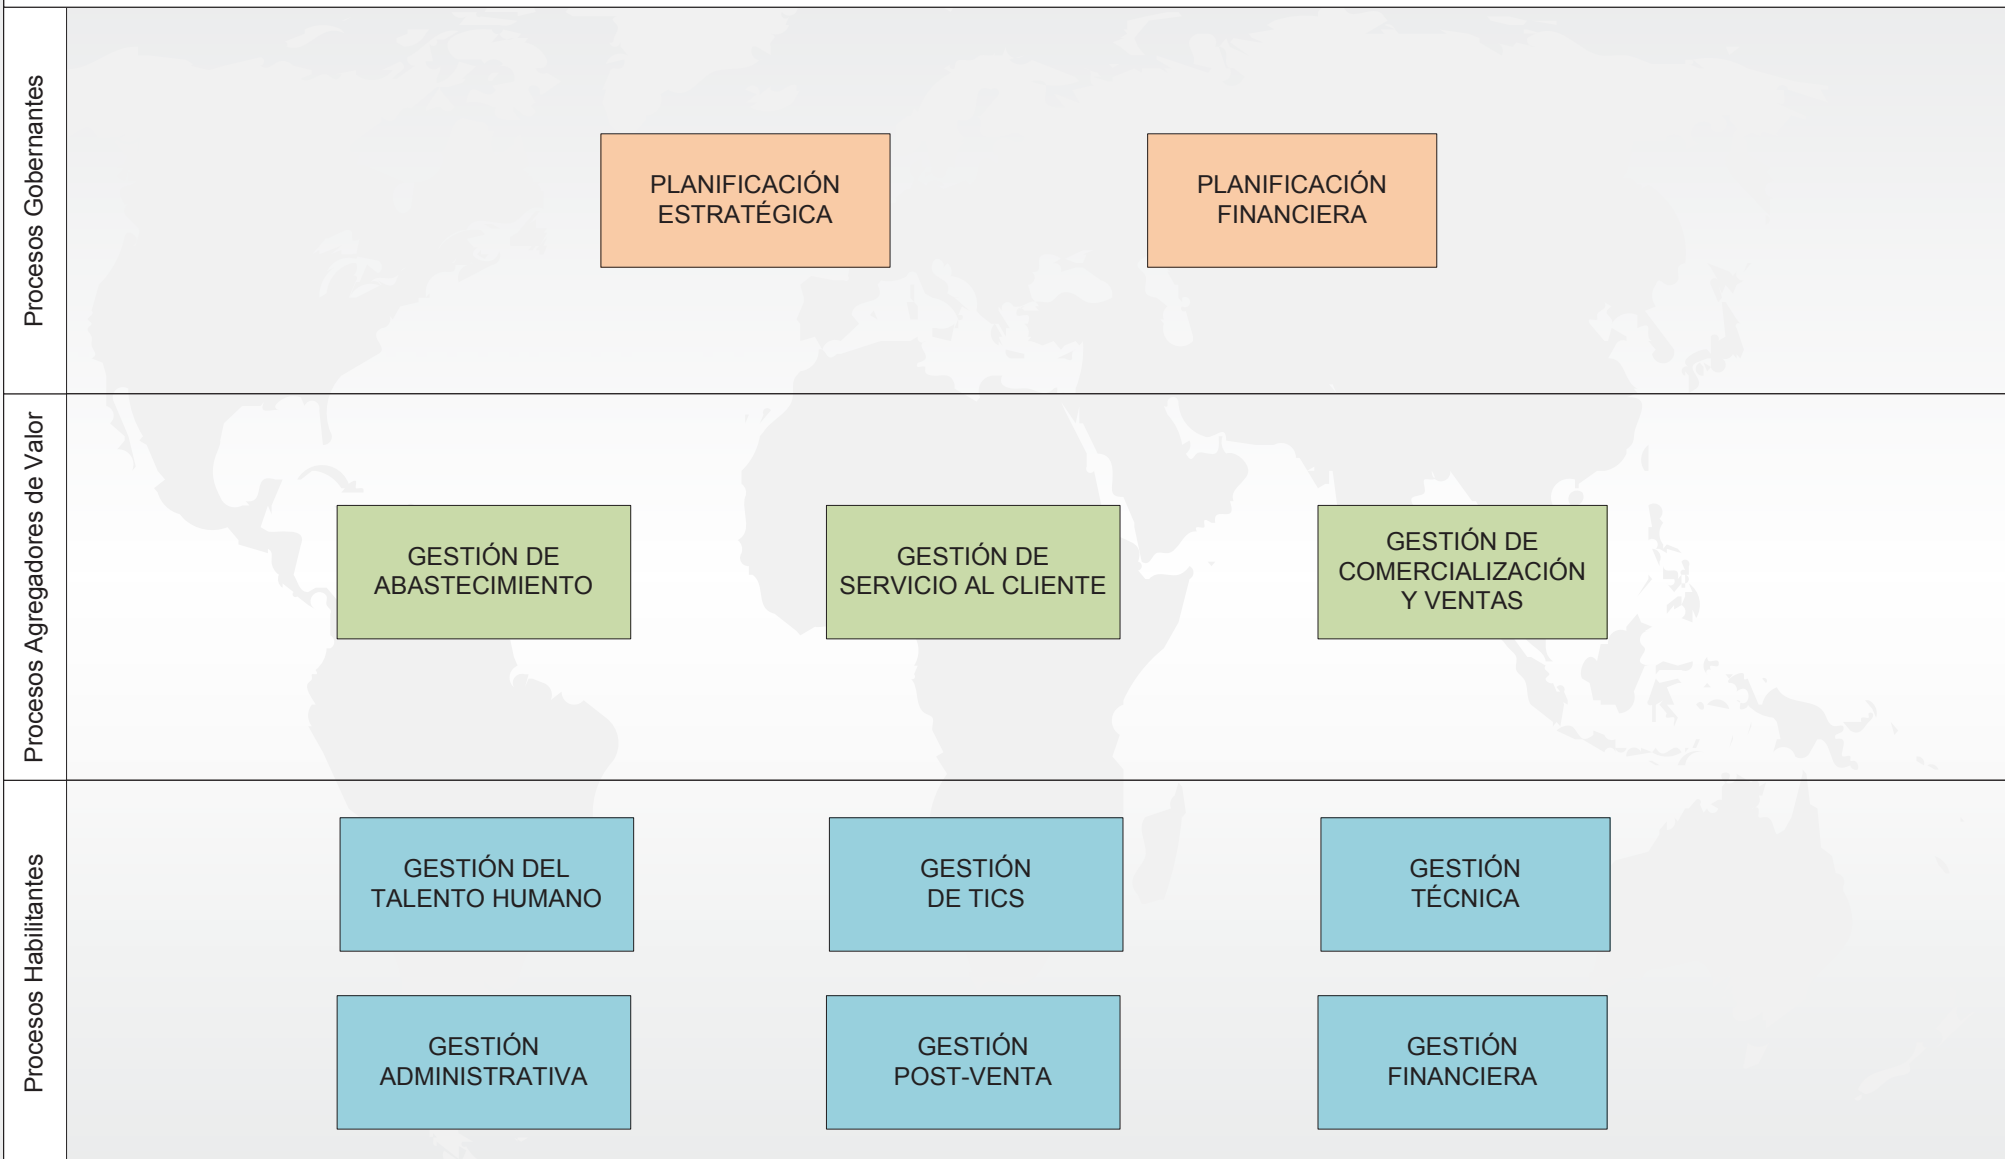 Procesos Gobernantes
PLANIFICACIÓN
ESTRATÉGICA
PLANIFICACIÓN
FINANCIERA
Procesos Agregadores de Valor
GESTIÓN DE
ABASTECIMIENTO
GESTIÓN DE
SERVICIO AL CLIENTE
GESTIÓN DE
COMERCIALIZACIÓN
Y VENTAS
Procesos Habilitantes
GESTIÓN DEL
TALENTO HUMANO
GESTIÓN
DE TICS
GESTIÓN
TÉCNICA
GESTIÓN
ADMINISTRATIVA
GESTIÓN
POST-VENTA
GESTIÓN
FINANCIERA